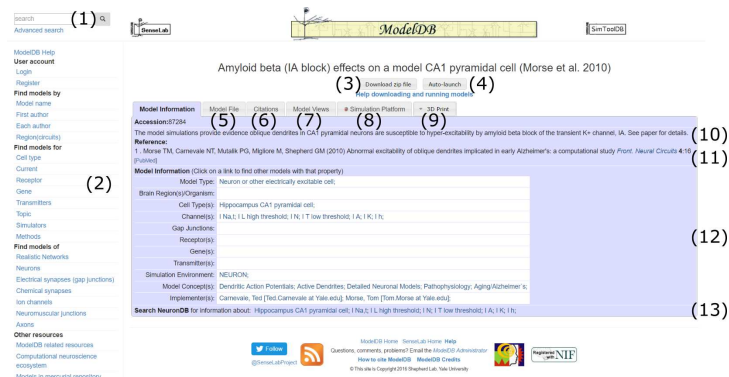 search (1)
Advanced search
ModelDB Help
User account
Login
Register
Find models by
Model name
First author
Each author
Region(circuits)
Find models for
Cell type
Current
Receptor
(2)
Gene
Transmitters
Topic
Simulators
Methods
Find models of
Realistic Networks
Neurons
Electrical synapses (gap junctions)
Chemical synapses
Ion channels
Neuromuscular junctions
Axons
Other resources
ModelDB related resources
Computational neuroscience
ecosystem
Models in mercurial repository
SenseLab
ModelDB
SimToolDB
Amyloid beta (IA block) effects on a model CA1 pyramidal cell (Morse et al. 2010)
(3) Download zip file Auto-launch (4)
Help downloading and running models
Model Information Model File Citations Model Views Simulation Platform 3D Print
(5) (6) (7) (8) (9)
Accession:87284
The model simulations provide evidence oblique dendrites in CA1 pyramidal neurons are susceptible to hyper-excitability by amyloid beta block of the transient K+ channel, IA. See paper for details. (10)
Reference:
1 . Morse TM, Carnevale NT, Mutalik PG, Migliore M, Shepherd GM (2010) Abnormal excitability of oblique dendrites implicated in early Alzheimer's: a computational study Front. Neural Circuits 4:16 (11)
[PubMed]
Model Information (Click on a link to find other models with that property)
Model Type: Neuron or other electrically excitable cell;
Brain Region(s)/Organism:
Cell Type(s): Hippocampus CA1 pyramidal cell;
Channel(s): I Na,t; I L high threshold; I N; I T low threshold; I A; I K; I h;
Gap Junctions:
Receptor(s):
(12)
Gene(s):
Transmitter(s):
Simulation Environment: NEURON;
Model Concept(s): Dendritic Action Potentials; Active Dendrites; Detailed Neuronal Models; Pathophysiology; Aging/Alzheimer`s;
Implementer(s): Carnevale, Ted [Ted.Carnevale at Yale.edu]; Morse, Tom [Tom.Morse at Yale.edu];
Search NeuronDB for information about: Hippocampus CA1 pyramidal cell; I Na,t; I L high threshold; I N; I T low threshold; I A; I K; I h; (13)
Follow
@SenseLabProject
ModelDB Home SenseLab Home Help
Questions, comments, problems? Email the ModelDB Administrator
How to cite ModelDB ModelDB Credits
© This site is Copyright 2016 Shepherd Lab, Yale University
Registered with NIF